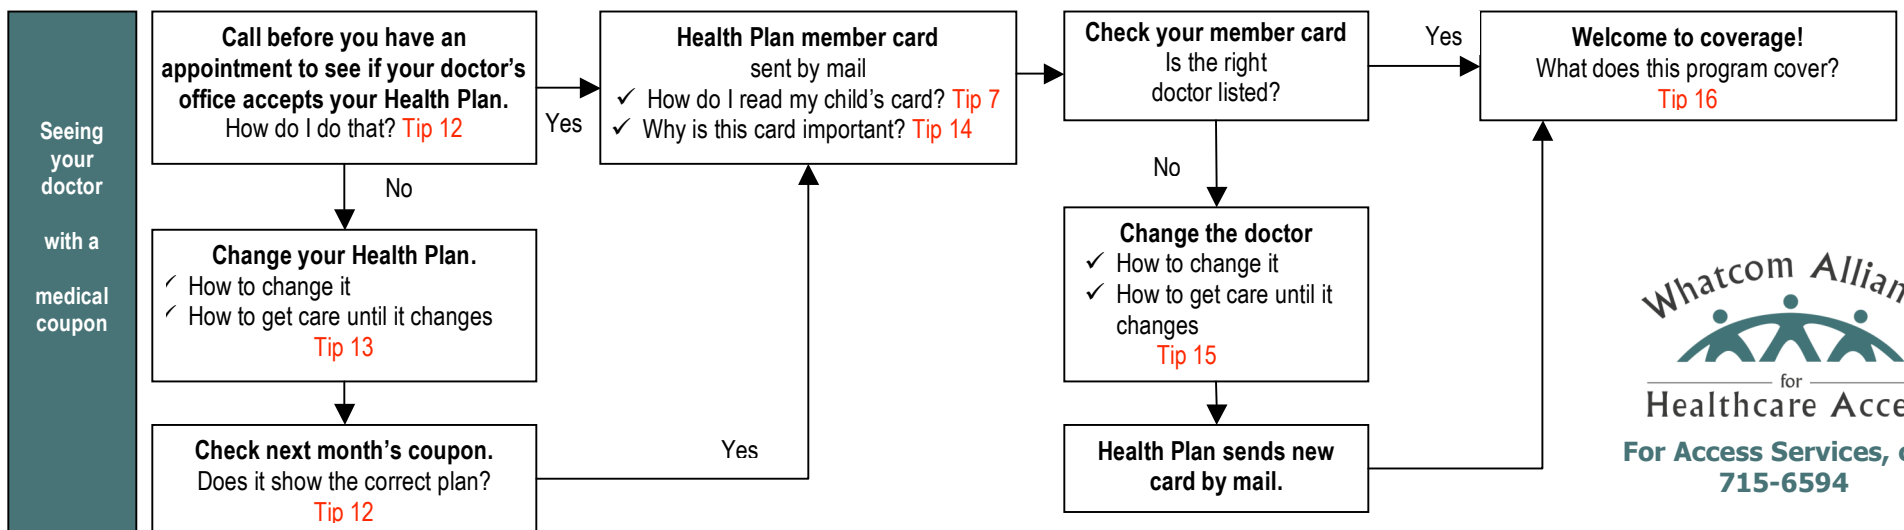 Seeing
your
doctor
with a
medical
coupon
Call before you have an
appointment to see if your doctor's
office accepts your Health Plan.
How do I do that? Tip 12
Yes
No
Health Plan member card
sent by mail
✓ How do I read my child's card? Tip 7
✓ Why is this card important? Tip 14
Check your member card
Is the right
doctor listed?
Yes
No
Welcome to coverage!
What does this program cover?
Tip 16
Change your Health Plan.
✓ How to change it
✓ How to get care until it changes
Tip 13
Change the doctor
✓ How to change it
✓ How to get care until it
changes
Tip 15
Check next month's coupon.
Does it show the correct plan?
Tip 12
Yes
Health Plan sends new
card by mail.
Whatcom Allian
for
Healthcare Acce
For Access Services, c
715-6594